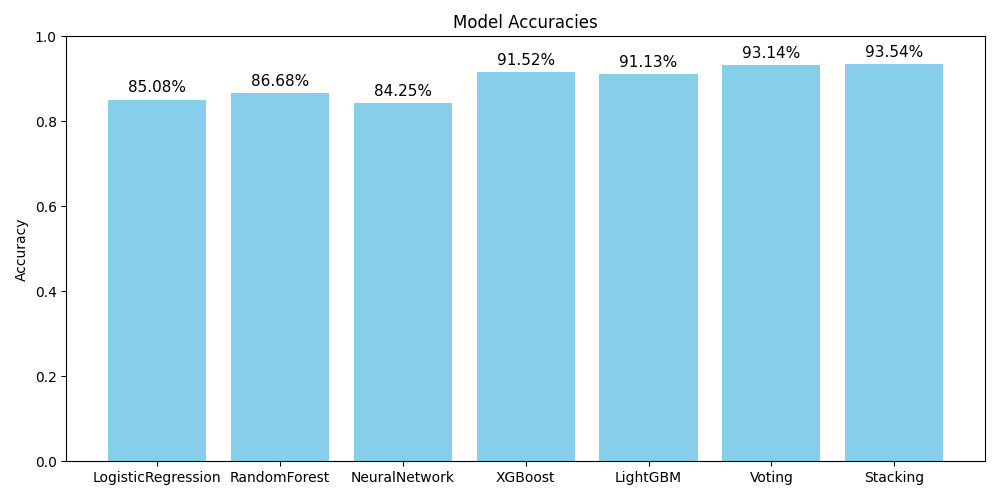 Model Accuracies
1.0
0.8
0.6
0.4
0.2
0.0
Accuracy
85.08%
86.68%
84.25%
91.52%
91.13%
93.14%
93.54%
LogisticRegression
RandomForest
NeuralNetwork
XGBoost
LightGBM
Voting
Stacking